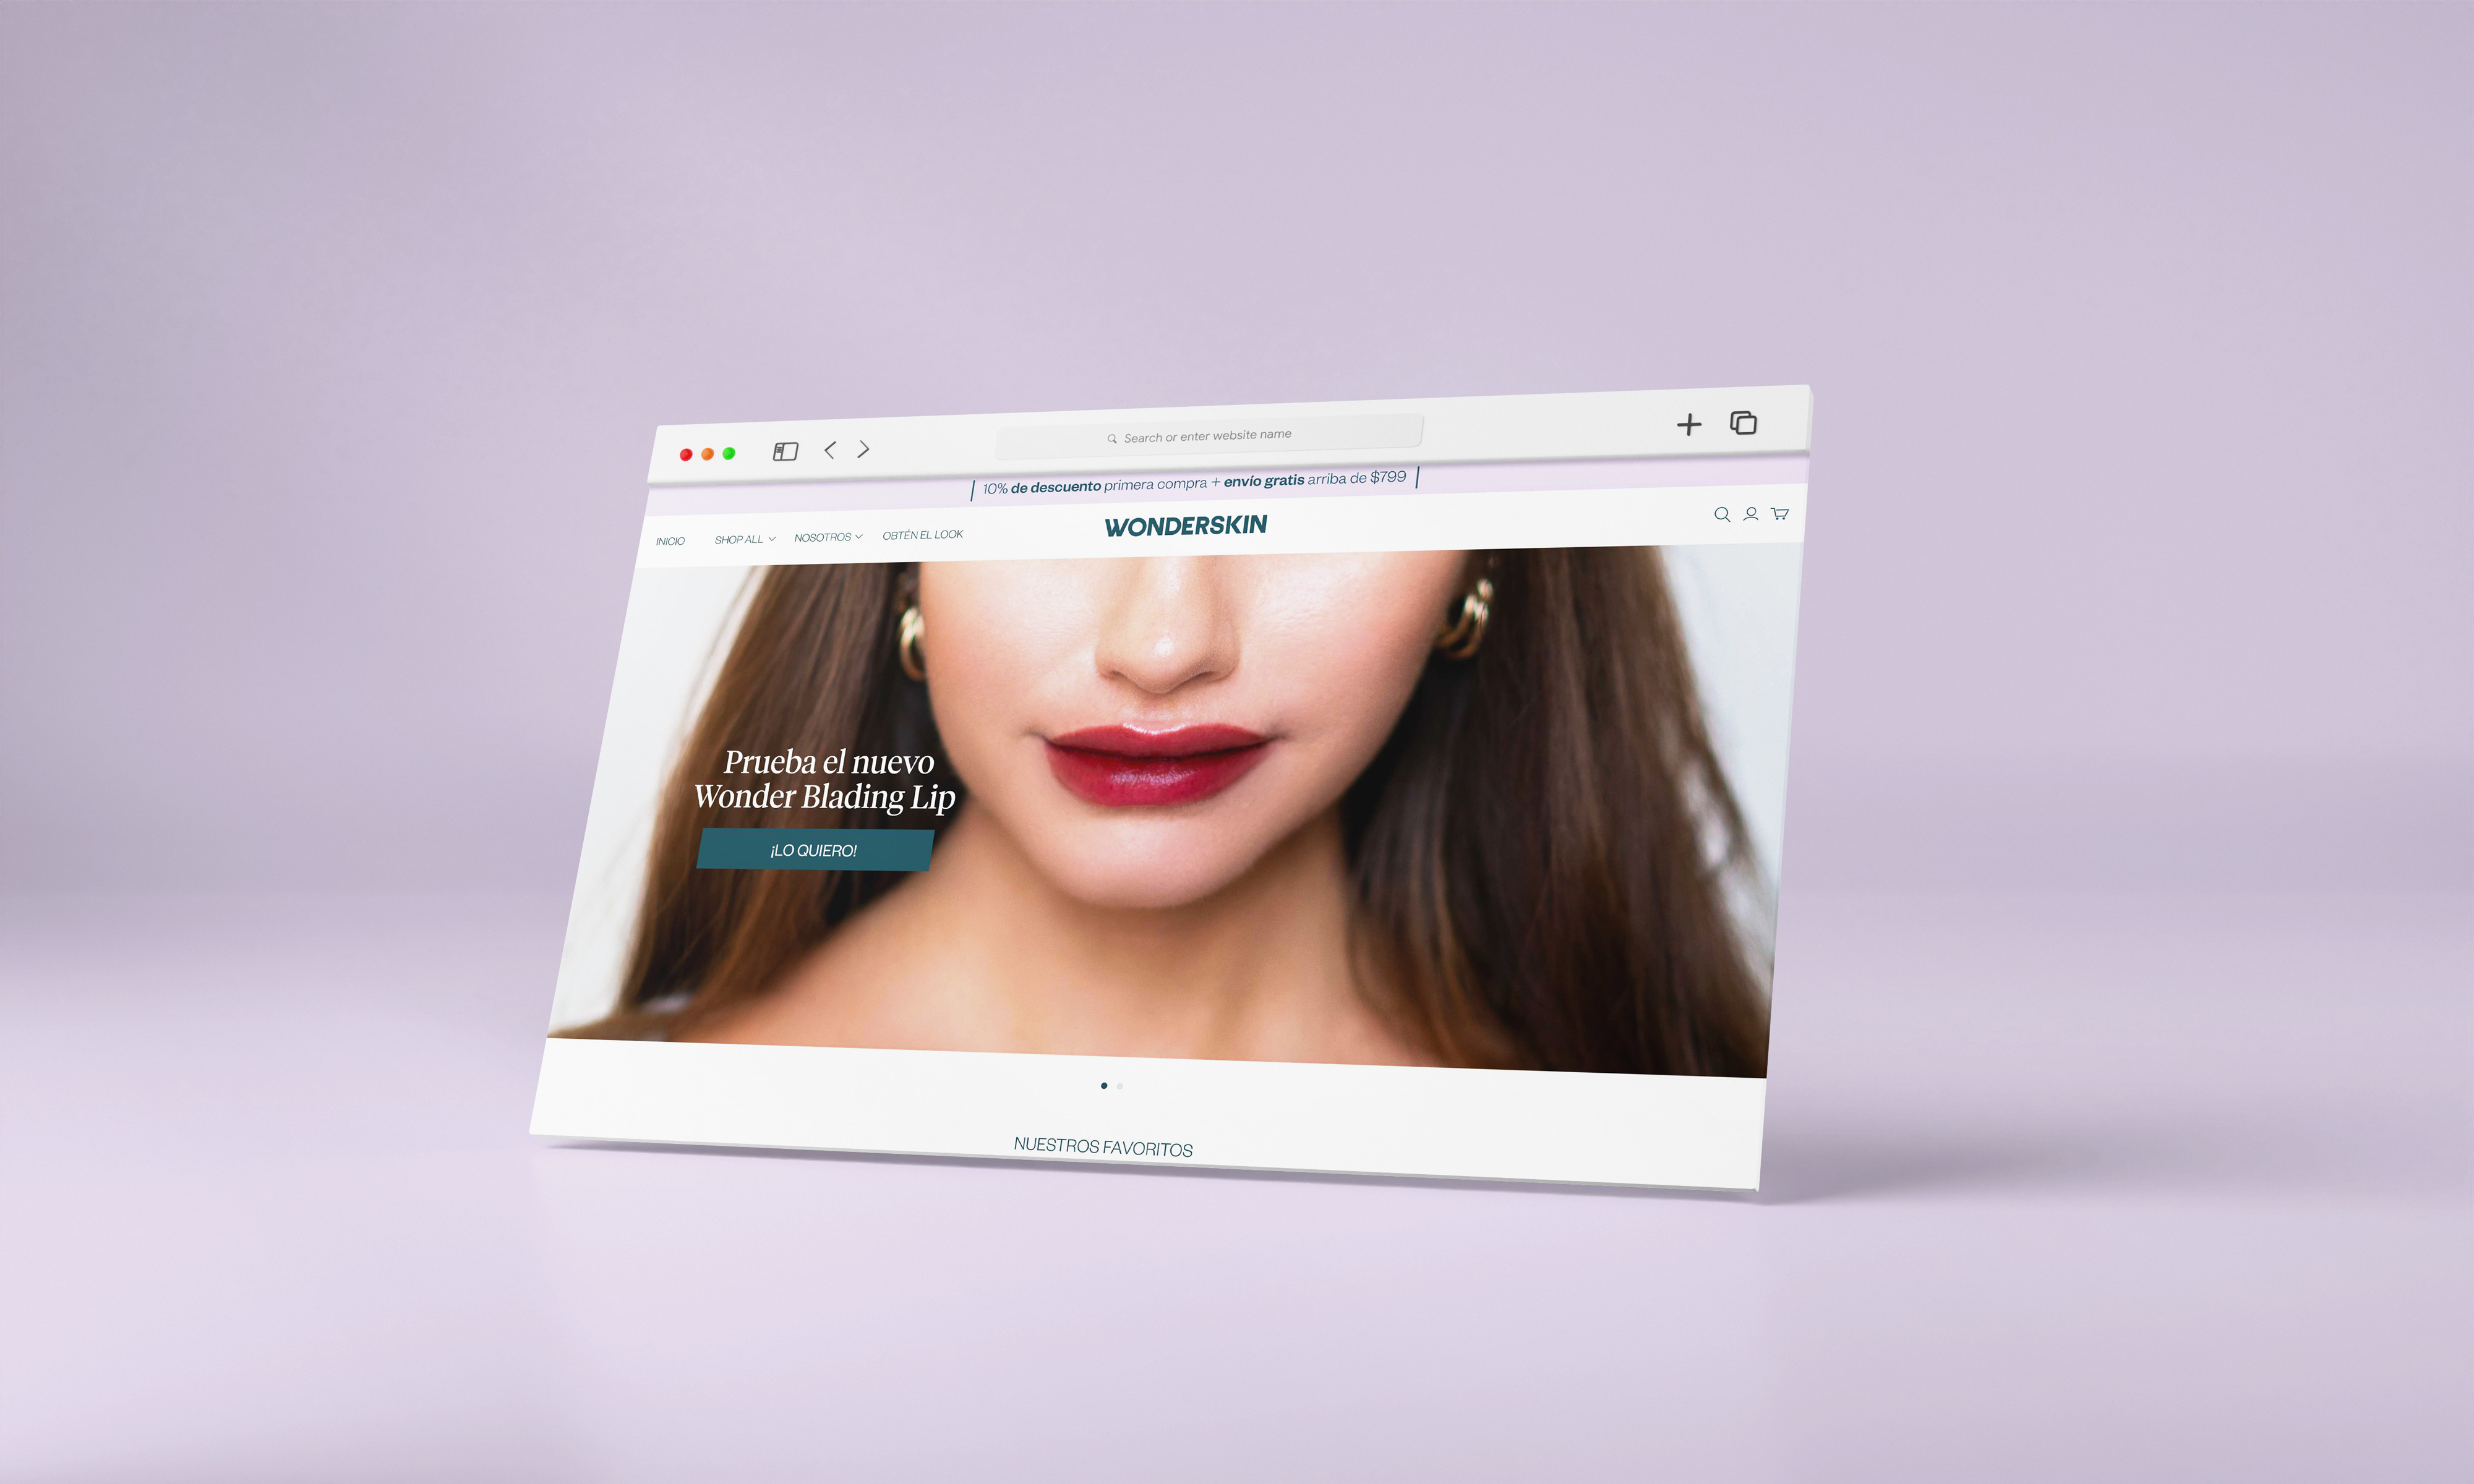 Search or enter website name
10% de descuento primera compra + envío gratis arriba de $799
INICIO SHOP ALL NOSOTROS OBTÉN EL LOOK
WONDERSKIN
Prueba el nuevo
Wonder Blading Lip
¡LO QUIERO!
NUESTROS FAVORITOS